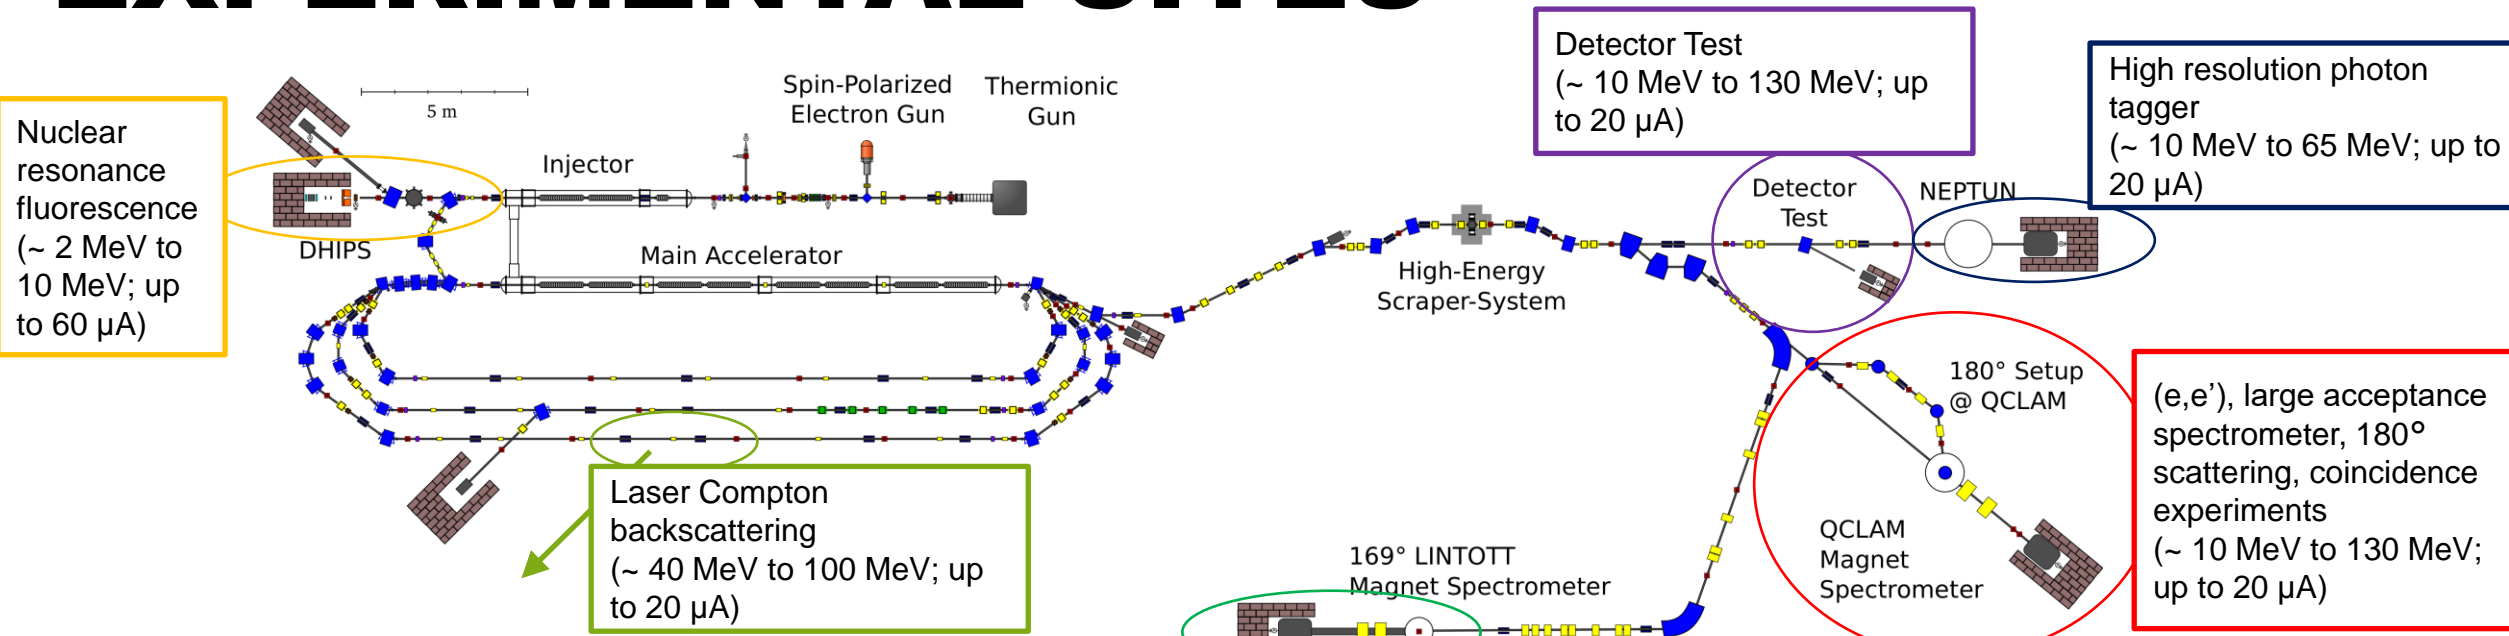 EXPERIMENTAL SITES
Detector Test
(~ 10 MeV to 130 MeV; up
to 20 µA)
High resolution photon
tagger
(~ 10 MeV to 65 MeV; up to
20 µA)
Nuclear
resonance
fluorescence
(~ 2 MeV to
10 MeV; up
to 60 µA)
5 m
Spin-Polarized
Electron Gun
Thermionic
Gun
Injector
DHIPS
Main Accelerator
High-Energy
Scraper-System
Detector
Test
NEPTUN
180° Setup
@ QCLAM
(e,e’), large acceptance
spectrometer, 180°
scattering, coincidence
experiments
(~ 10 MeV to 130 MeV;
up to 20 µA)
Laser Compton
backscattering
(~ 40 MeV to 100 MeV; up
to 20 µA)
169° LINTOTT
Magnet Spectrometer
QCLAM
Magnet
Spectrometer